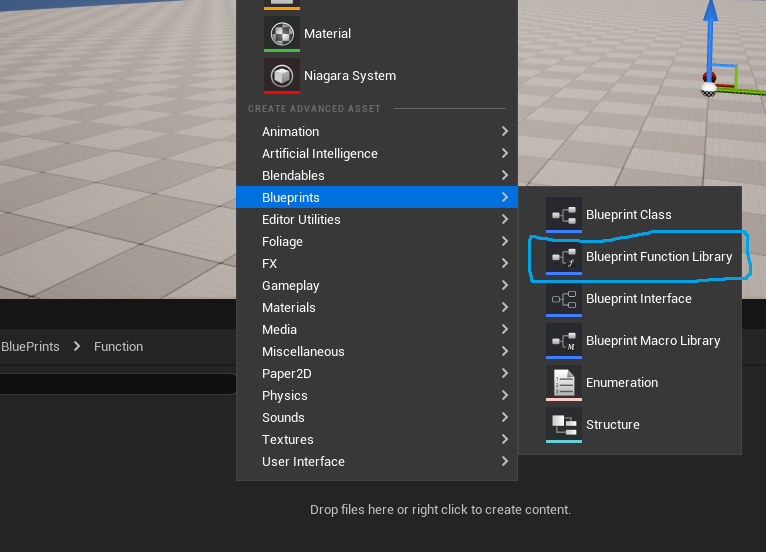 Material
Niagara System
CREATE ADVANCED ASSET
Animation
Artificial Intelligence
Blendables
Blueprints
Editor Utilities
Foliage
FX
Gameplay
Materials
Media
Miscellaneous
Paper2D
Physics
Sounds
Textures
User Interface
Blueprint Class
Blueprint Function Library
Blueprint Interface
Blueprint Macro Library
Enumeration
Structure
BluePrints > Function
Drop files here or right click to create content.